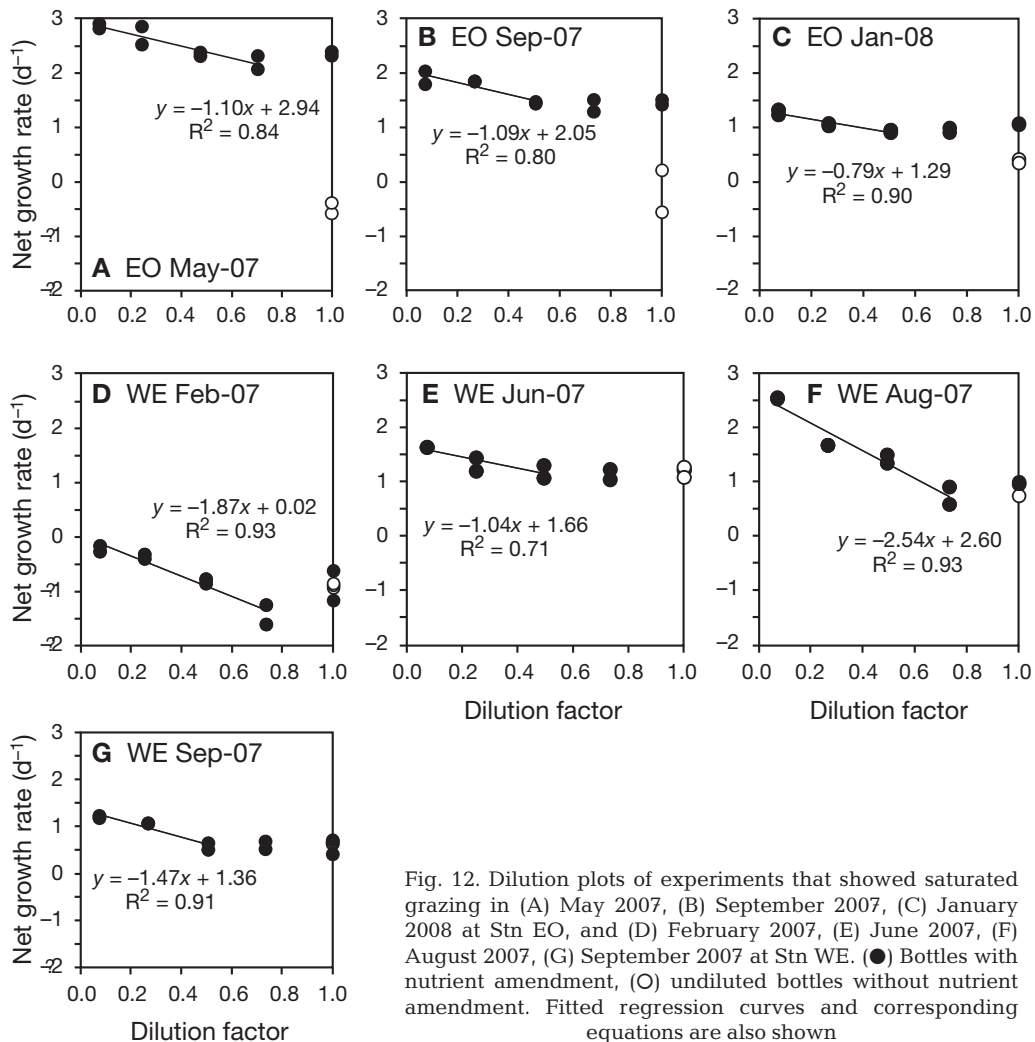 B EO Sep-07
C EO Jan-08
Net growth rate (d⁻¹)
3
2
1
0
–1
–2
y = –1.10x + 2.94
R² = 0.84
A EO May-07
0.0 0.2 0.4 0.6 0.8 1.0
3
2
1
0
–1
–2
y = –1.09x + 2.05
R² = 0.80
0.0 0.2 0.4 0.6 0.8 1.0
3
2
1
0
–1
–2
y = –0.79x + 1.29
R² = 0.90
0.0 0.2 0.4 0.6 0.8 1.0
D WE Feb-07
Net growth rate (d⁻¹)
3
2
1
0
–1
–2
y = –1.87x + 0.02
R² = 0.93
0.0 0.2 0.4 0.6 0.8 1.0
E WE Jun-07
3
2
1
0
–1
–2
y = –1.04x + 1.66
R² = 0.71
0.0 0.2 0.4 0.6 0.8 1.0
Dilution factor
F WE Aug-07
3
2
1
0
–1
–2
y = –2.54x + 2.60
R² = 0.93
0.0 0.2 0.4 0.6 0.8 1.0
Dilution factor
G WE Sep-07
Net growth rate (d⁻¹)
3
2
1
0
–1
–2
y = –1.47x + 1.36
R² = 0.91
0.0 0.2 0.4 0.6 0.8 1.0
Dilution factor
Fig. 12. Dilution plots of experiments that showed saturated
grazing in (A) May 2007, (B) September 2007, (C) January
2008 at Stn EO, and (D) February 2007, (E) June 2007, (F)
August 2007, (G) September 2007 at Stn WE. (●) Bottles with
nutrient amendment, (○) undiluted bottles without nutrient
amendment. Fitted regression curves and corresponding
equations are also shown